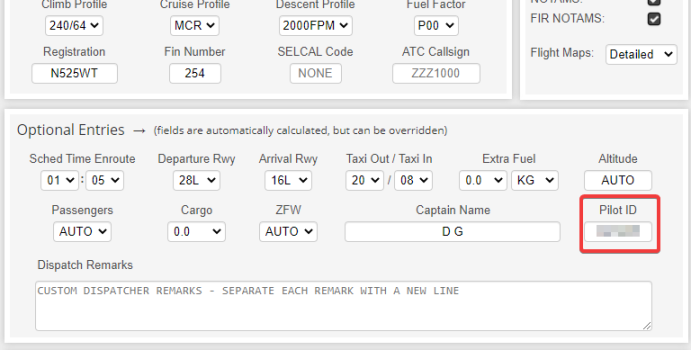 Climb Profile Cruise Profile Descent Profile Fuel Factor
240/64 MCR 2000FPM P00
NOTAMS:
FIR NOTAMS:
Registration Fin Number SELCAL Code ATC Callsign
Flight Maps: Detailed
N525WT 254 NONE ZZZ1000
Optional Entries → (fields are automatically calculated, but can be overridden)
Sched Time Enroute Departure Rwy Arrival Rwy Taxi Out / Taxi In Extra Fuel Altitude
01 : 05 28L 16L 20 / 08 0.0 KG AUTO
Passengers Cargo ZFW Captain Name Pilot ID
AUTO 0.0 AUTO D G
Dispatch Remarks
CUSTOM DISPATCHER REMARKS - SEPARATE EACH REMARK WITH A NEW LINE